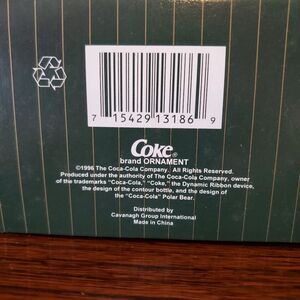 7 15429 13186 9
Coke®
brand ORNAMENT
©1996 The Coca-Cola Company. All Rights Reserved.
Produced under the authority of The Coca-Cola Company, owner
of the trademarks "Coca-Cola," "Coke," the Dynamic Ribbon device,
the design of the contour bottle, and the design of
the "Coca-Cola" Polar Bear.
Distributed by
Cavanagh Group International
Made in China